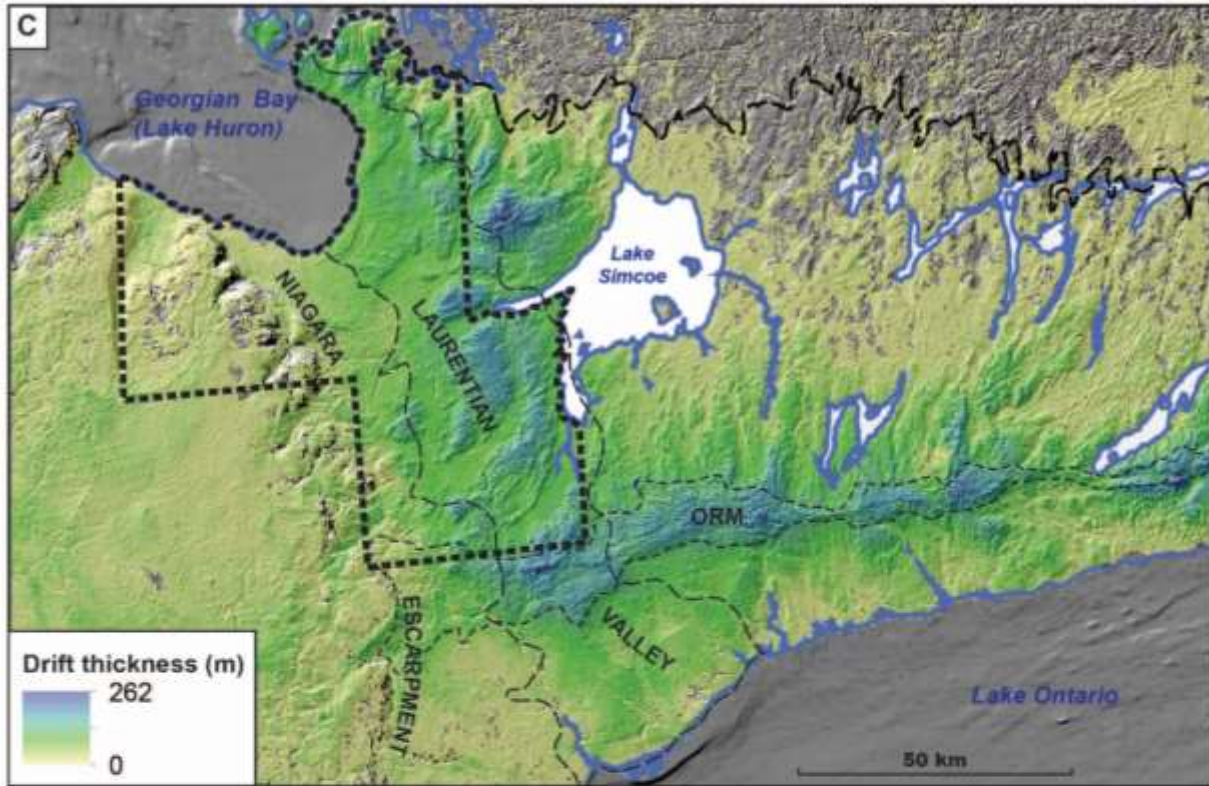 C
Georgian Bay
(Lake Huron)
Lake
Simcoe
NIAGARA
LAURENTIAN
ORM
ESCARPMENT
VALLEY
Drift thickness (m)
262
0
Lake Ontario
50 km